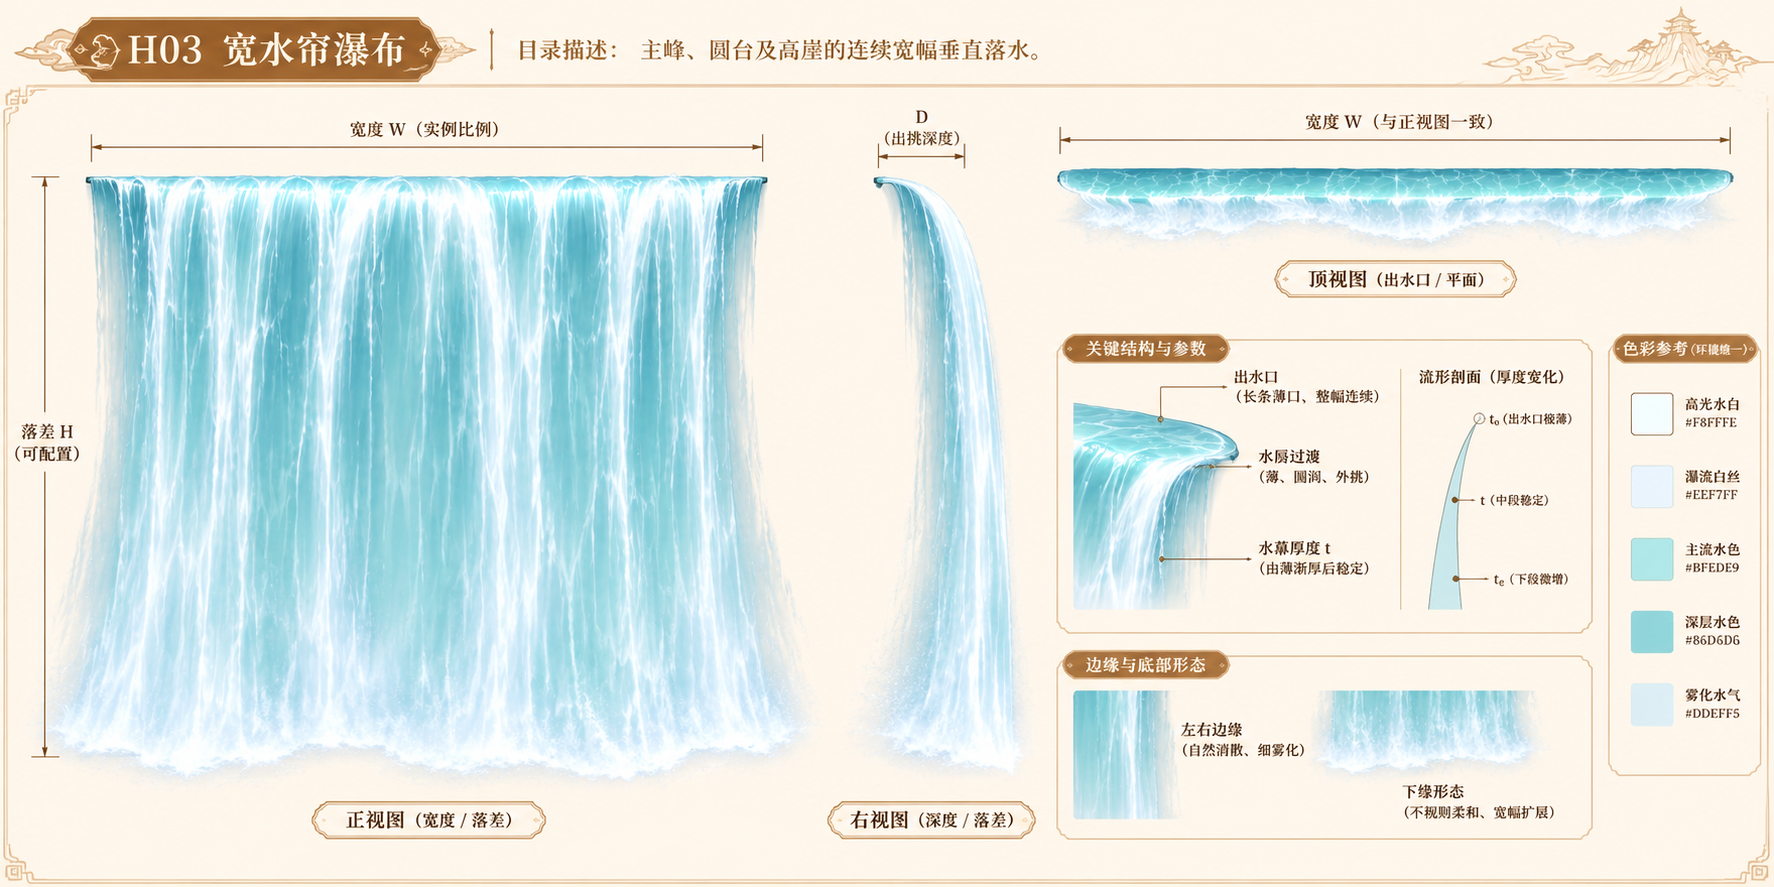 H03 宽水帘瀑布
目录描述： 主峰、圆台及高崖的连续宽幅垂直落水。
宽度 W（实例比例）
落差 H
（可配置）
正视图（宽度 / 落差）
D
（出挑深度）
右视图（深度 / 落差）
宽度 W（与正视图一致）
顶视图（出水口 / 平面）
关键结构与参数
出水口
（长条薄口、整幅连续）
水唇过渡
（薄、圆润、外挑）
水幕厚度 t
（由薄渐厚后稳定）
流形剖面（厚度宽化）
t₀（出水口极薄）
t（中段稳定）
tₑ（下段微增）
边缘与底部形态
左右边缘
（自然消散、细雾化）
下缘形态
（不规则柔和、宽幅扩展）
色彩参考
高光水白
#F8FFFE
瀑流白丝
#EEF7FF
主流水色
#BFEDE9
深层水色
#86D6D6
雾化水气
#DDEFF5